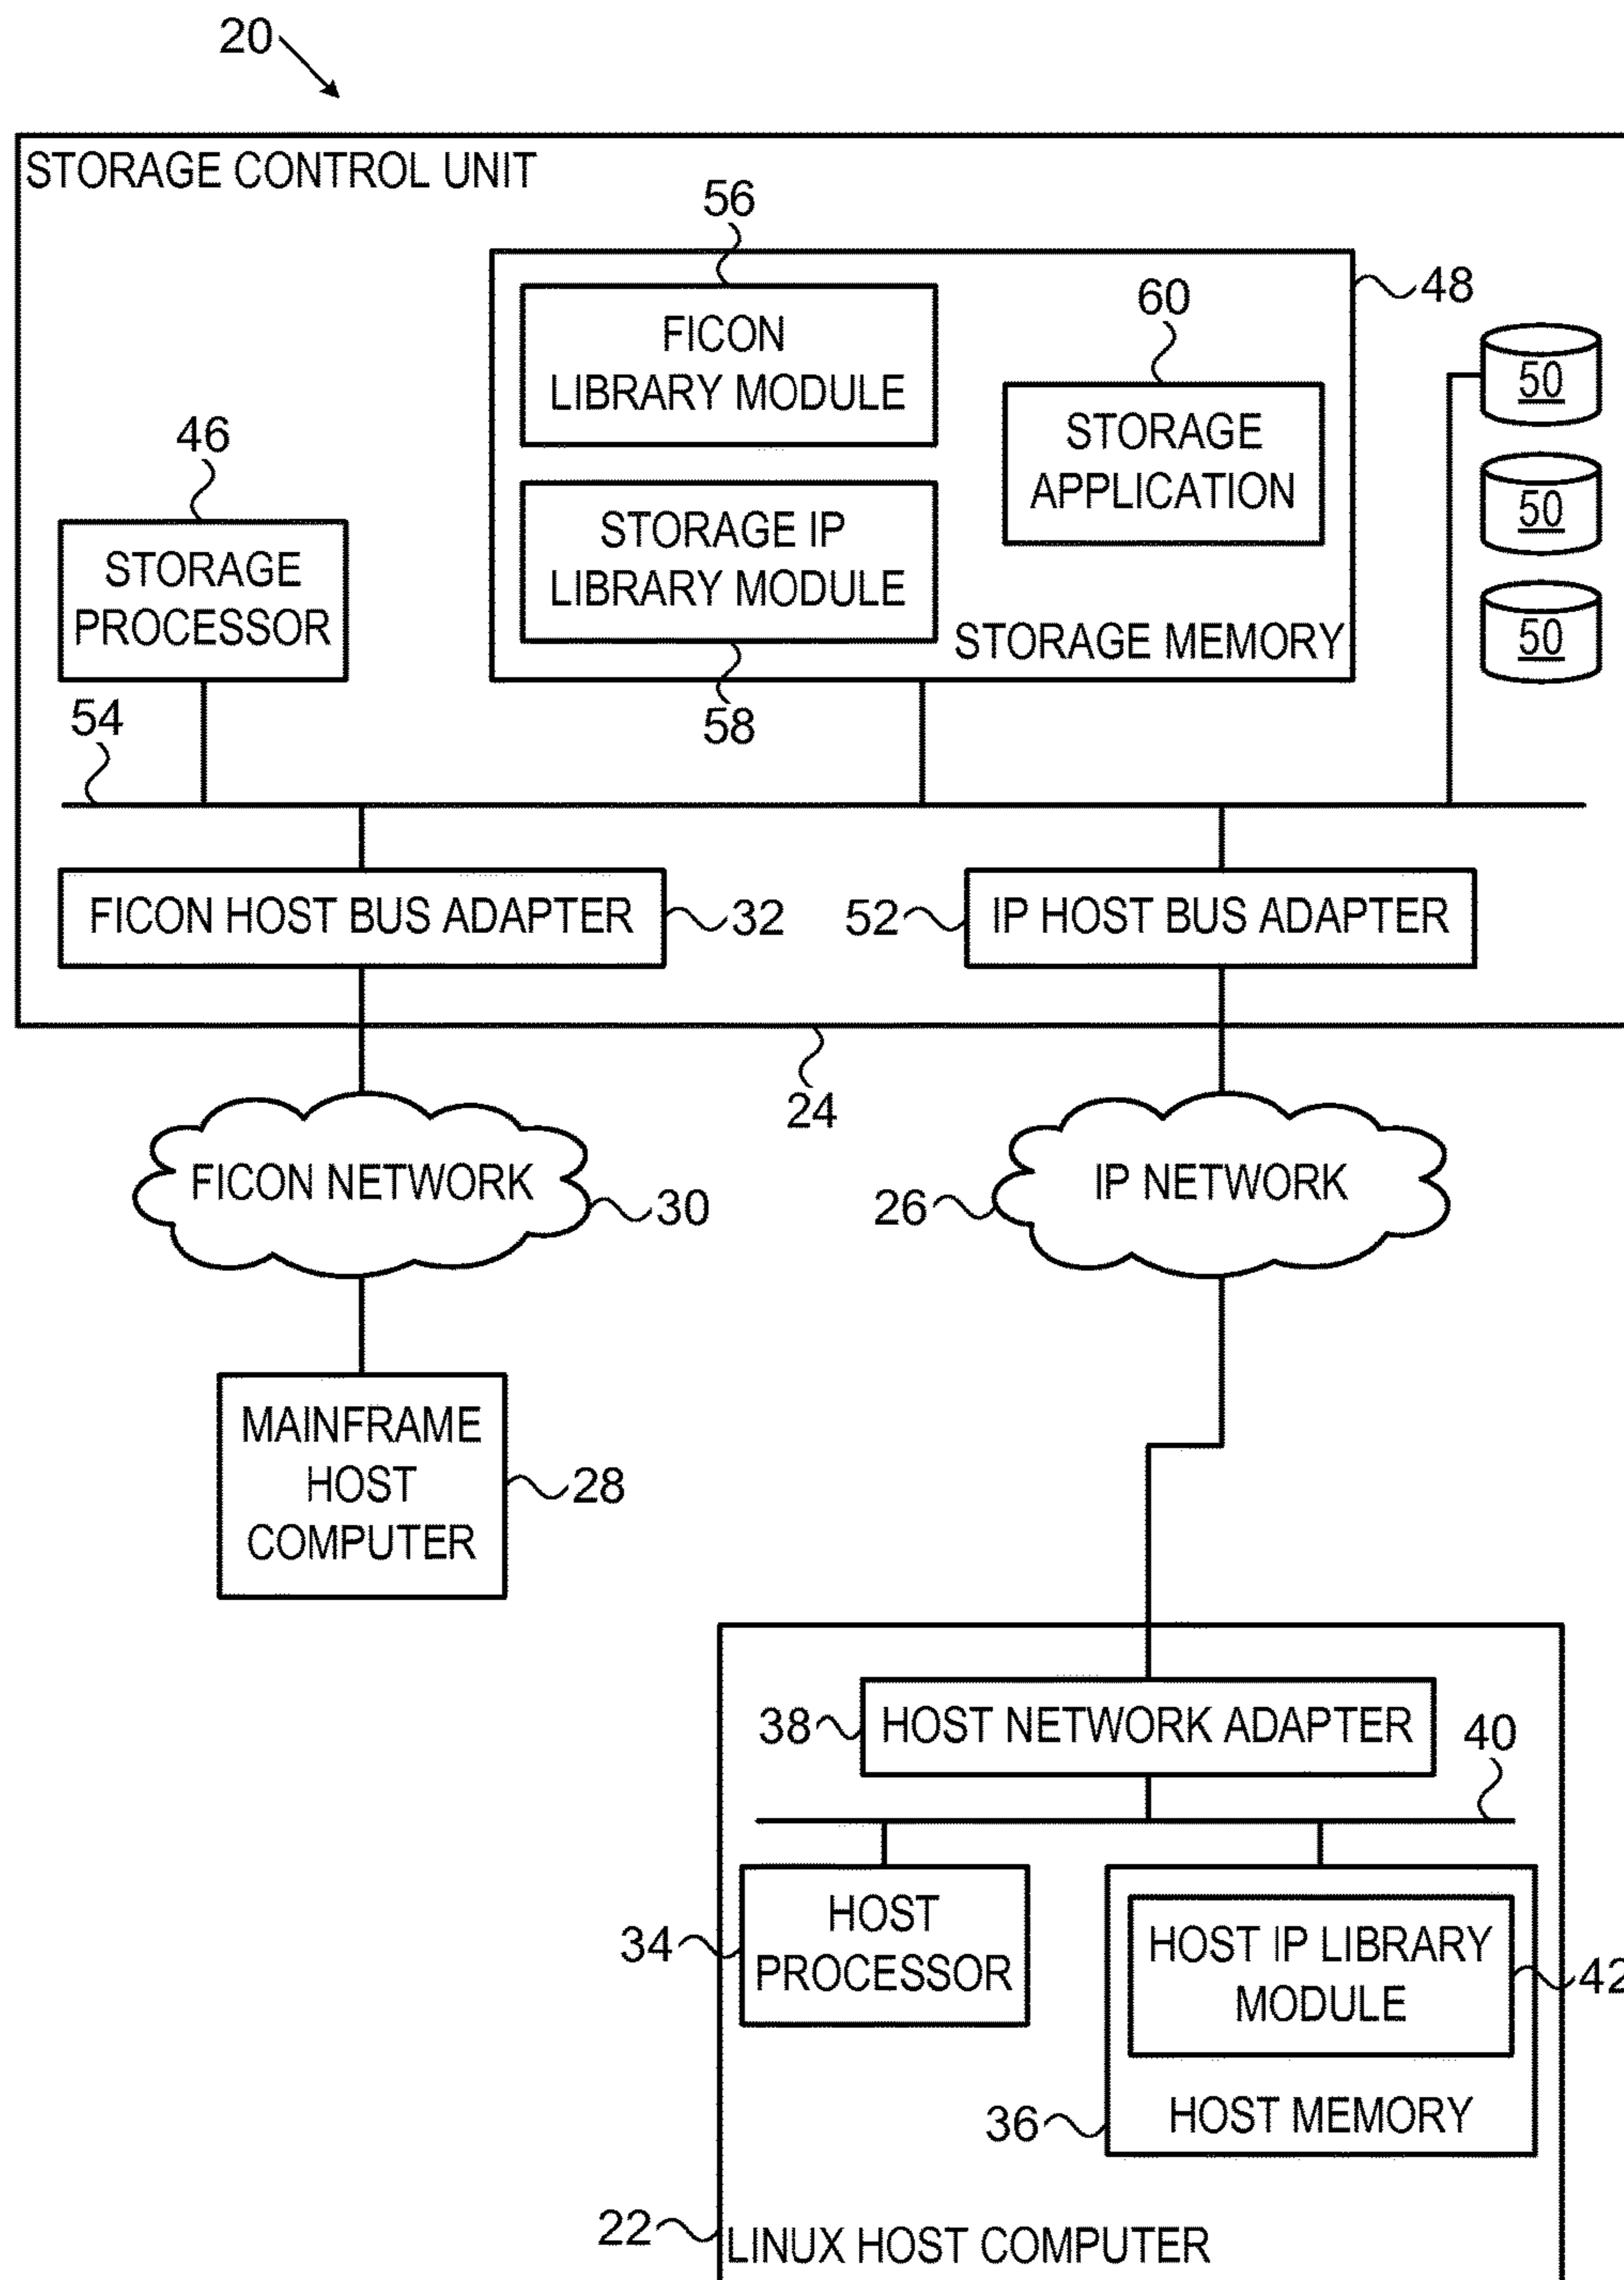 20
STORAGE CONTROL UNIT
56
48
FICON
LIBRARY MODULE
60
STORAGE
APPLICATION
50
50
50
46
STORAGE
PROCESSOR
STORAGE IP
LIBRARY MODULE
STORAGE MEMORY
58
54
FICON HOST BUS ADAPTER
32
52
IP HOST BUS ADAPTER
24
FICON NETWORK
30
26
IP NETWORK
MAINFRAME
HOST
COMPUTER
28
38
HOST NETWORK ADAPTER
40
HOST
PROCESSOR
34
HOST IP LIBRARY
MODULE
42
36
HOST MEMORY
22
LINUX HOST COMPUTER